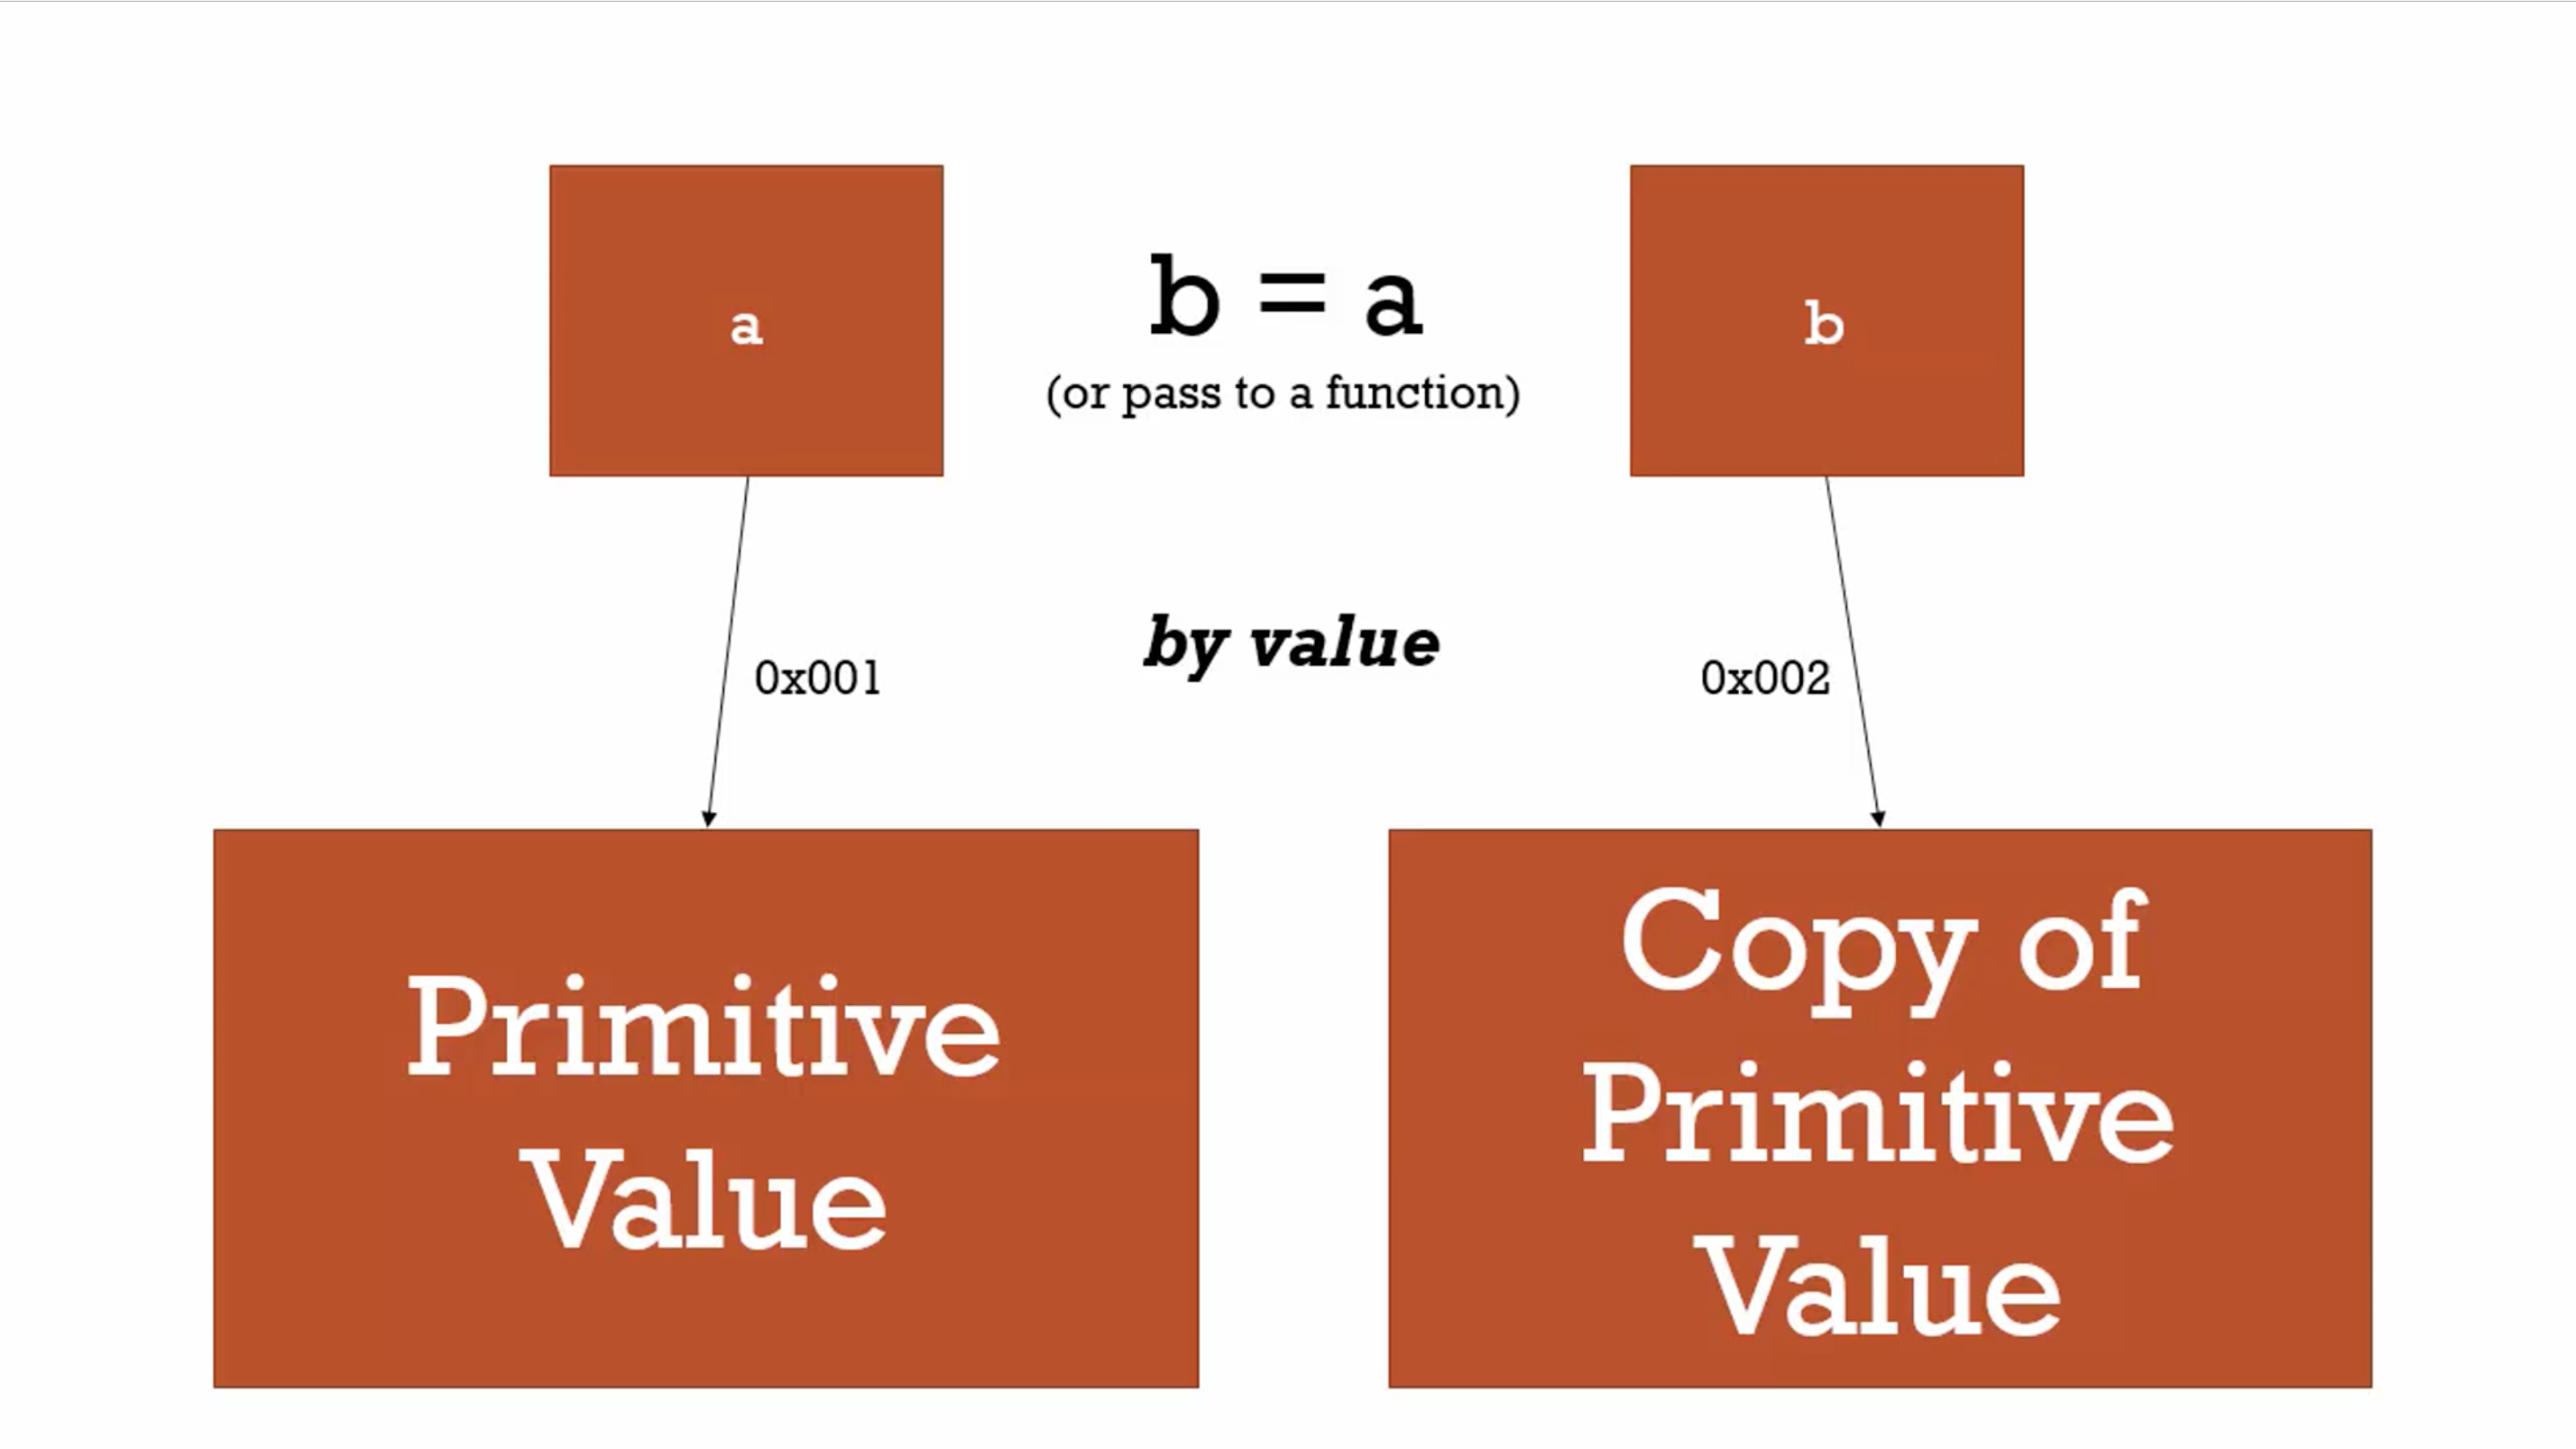 a
b = a
(or pass to a function)
b
by value
0x001
0x002
Primitive
Value
Copy of
Primitive
Value